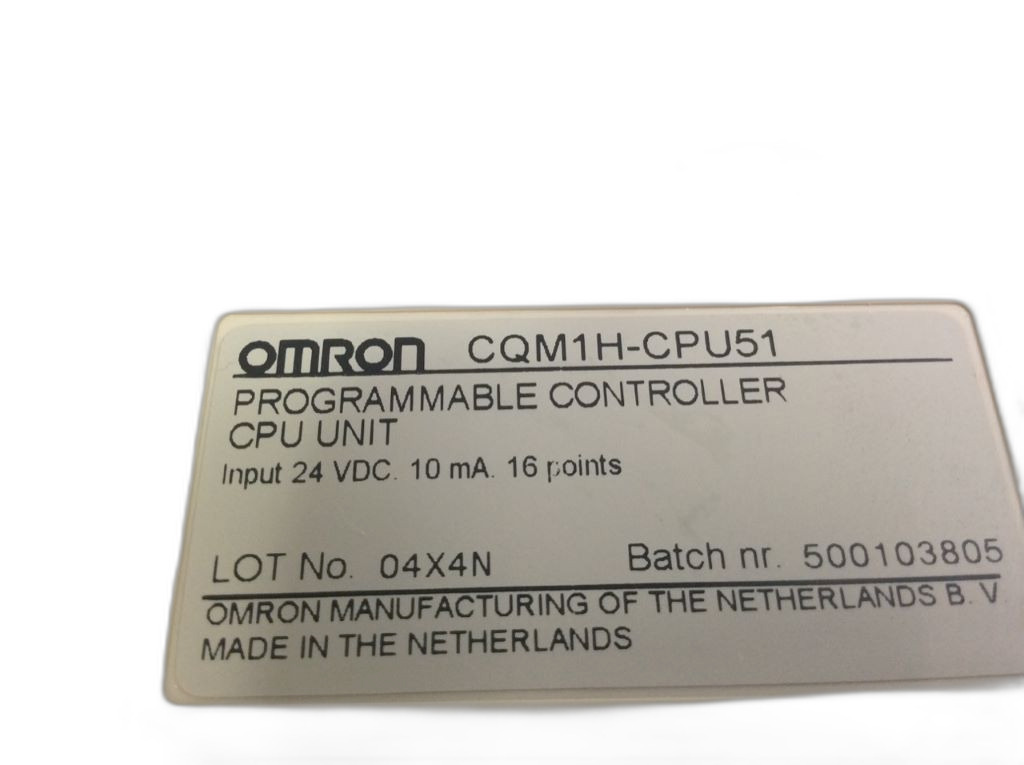 OMRON CQM1H-CPU51
PROGRAMMABLE CONTROLLER
CPU UNIT
Input 24 VDC. 10 mA. 16 points
LOT No. 04X4N Batch nr. 500103805
OMRON MANUFACTURING OF THE NETHERLANDS B. V
MADE IN THE NETHERLANDS